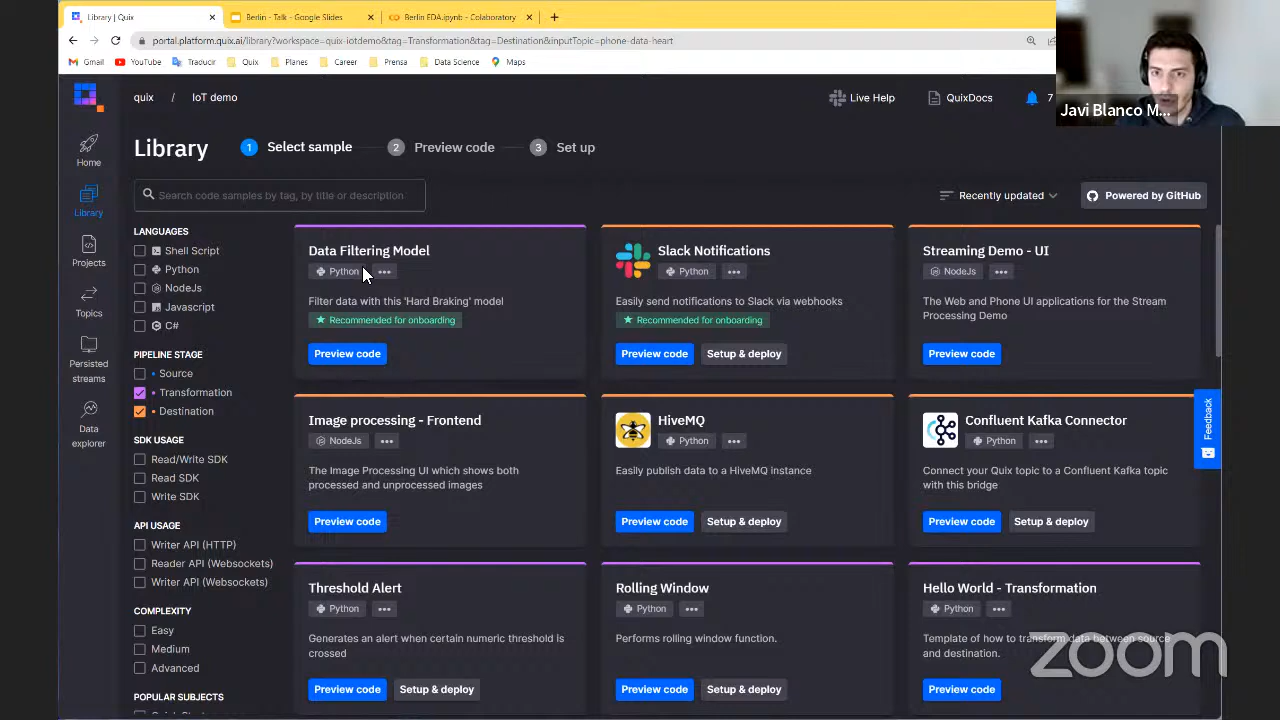 Library | Quix
Berlin - Talk - Google Slides
Berlin EDA.ipynb - Colaboratory
portal.platform.quix.ai/library?workspace=quix-iotdemo&tag=Transformation&tag=Destination&inputTopic=phone-data-heart
Gmail
YouTube
Traducir
Quix
Planes
Career
Prensa
Data Science
Maps
Javi Blanco M...
quix / IoT demo
Live Help
QuixDocs
7
Library
1 Select sample
2 Preview code
3 Set up
Search code samples by tag, by title or description
Recently updated
Powered by GitHub
Home
Library
Projects
Topics
Persisted
streams
Data
explorer
LANGUAGES
Shell Script
Python
NodeJs
Javascript
C#
PIPELINE STAGE
Source
Transformation
Destination
SDK USAGE
Read/Write SDK
Read SDK
Write SDK
API USAGE
Writer API (HTTP)
Reader API (Websockets)
Writer API (Websockets)
COMPLEXITY
Easy
Medium
Advanced
POPULAR SUBJECTS
Data Filtering Model
Python
Filter data with this 'Hard Braking' model
Recommended for onboarding
Preview code
Slack Notifications
Python
Easily send notifications to Slack via webhooks
Recommended for onboarding
Preview code
Setup & deploy
Streaming Demo - UI
NodeJs
The Web and Phone UI applications for the Stream
Processing Demo
Preview code
Image processing - Frontend
NodeJs
The Image Processing UI which shows both
processed and unprocessed images
Preview code
HiveMQ
Python
Easily publish data to a HiveMQ instance
Preview code
Setup & deploy
Confluent Kafka Connector
Python
Connect your Quix topic to a Confluent Kafka topic
with this bridge
Preview code
Setup & deploy
Threshold Alert
Python
Generates an alert when certain numeric threshold is
crossed
Preview code
Setup & deploy
Rolling Window
Python
Performs rolling window function.
Preview code
Setup & deploy
Hello World - Transformation
Python
Template of how to transform data between source
and destination.
Preview code
Feedback
zoom